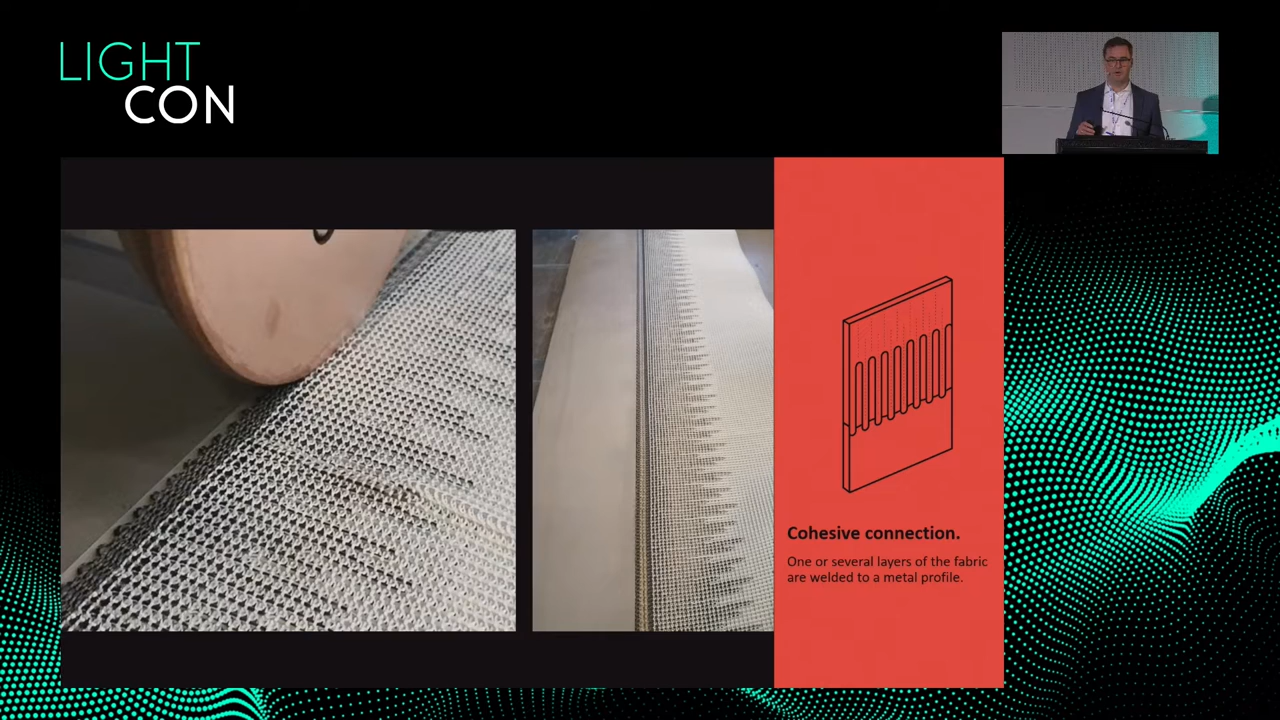 LIGHT
CON
Cohesive connection.
One or several layers of the fabric
are welded to a metal profile.